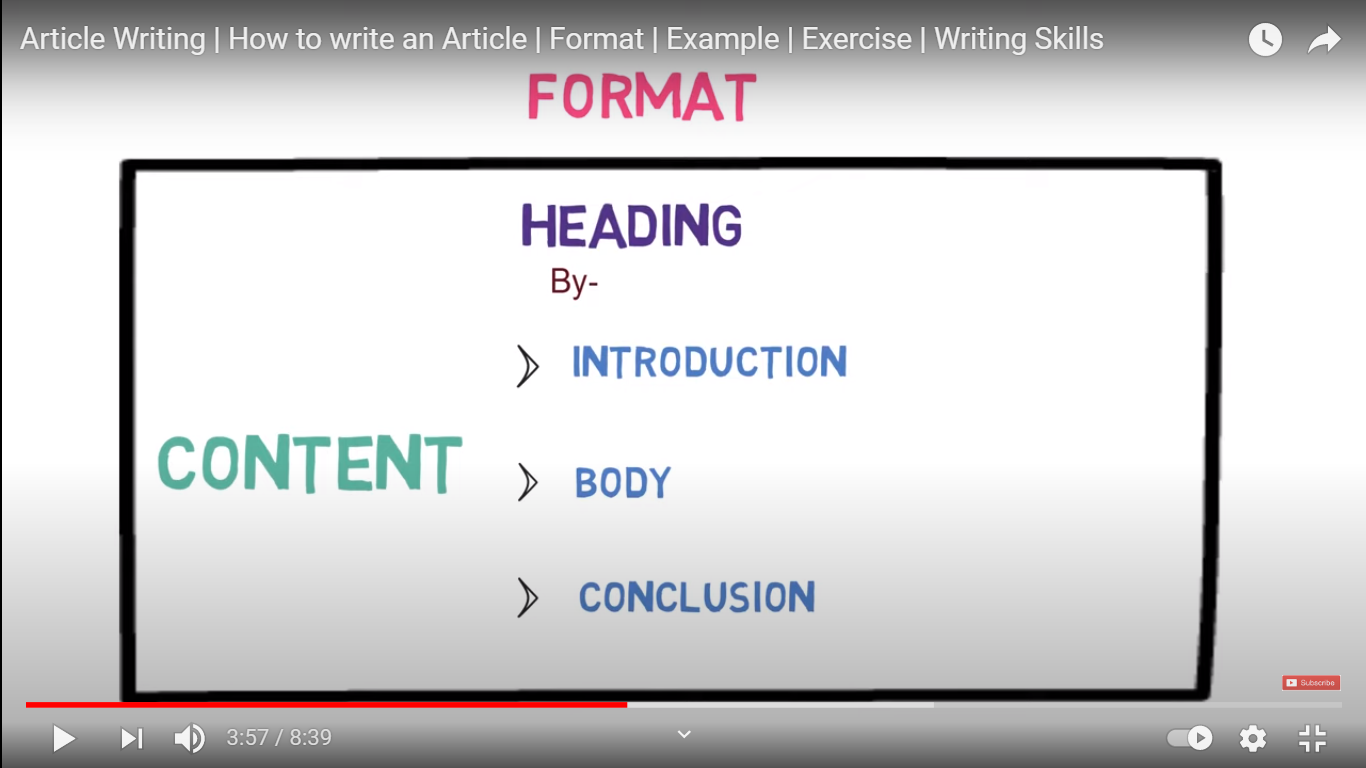 Article Writing | How to write an Article | Format | Example | Exercise | Writing Skills
FORMAT
HEADING
By-
INTRODUCTION
CONTENT
BODY
CONCLUSION
Subscribe
3:57 / 8:39